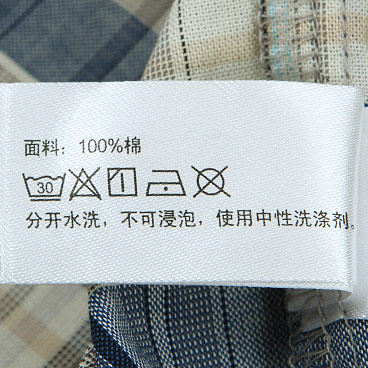 面料：100%棉
30
分开水洗，不可浸泡，使用中性洗涤剂。